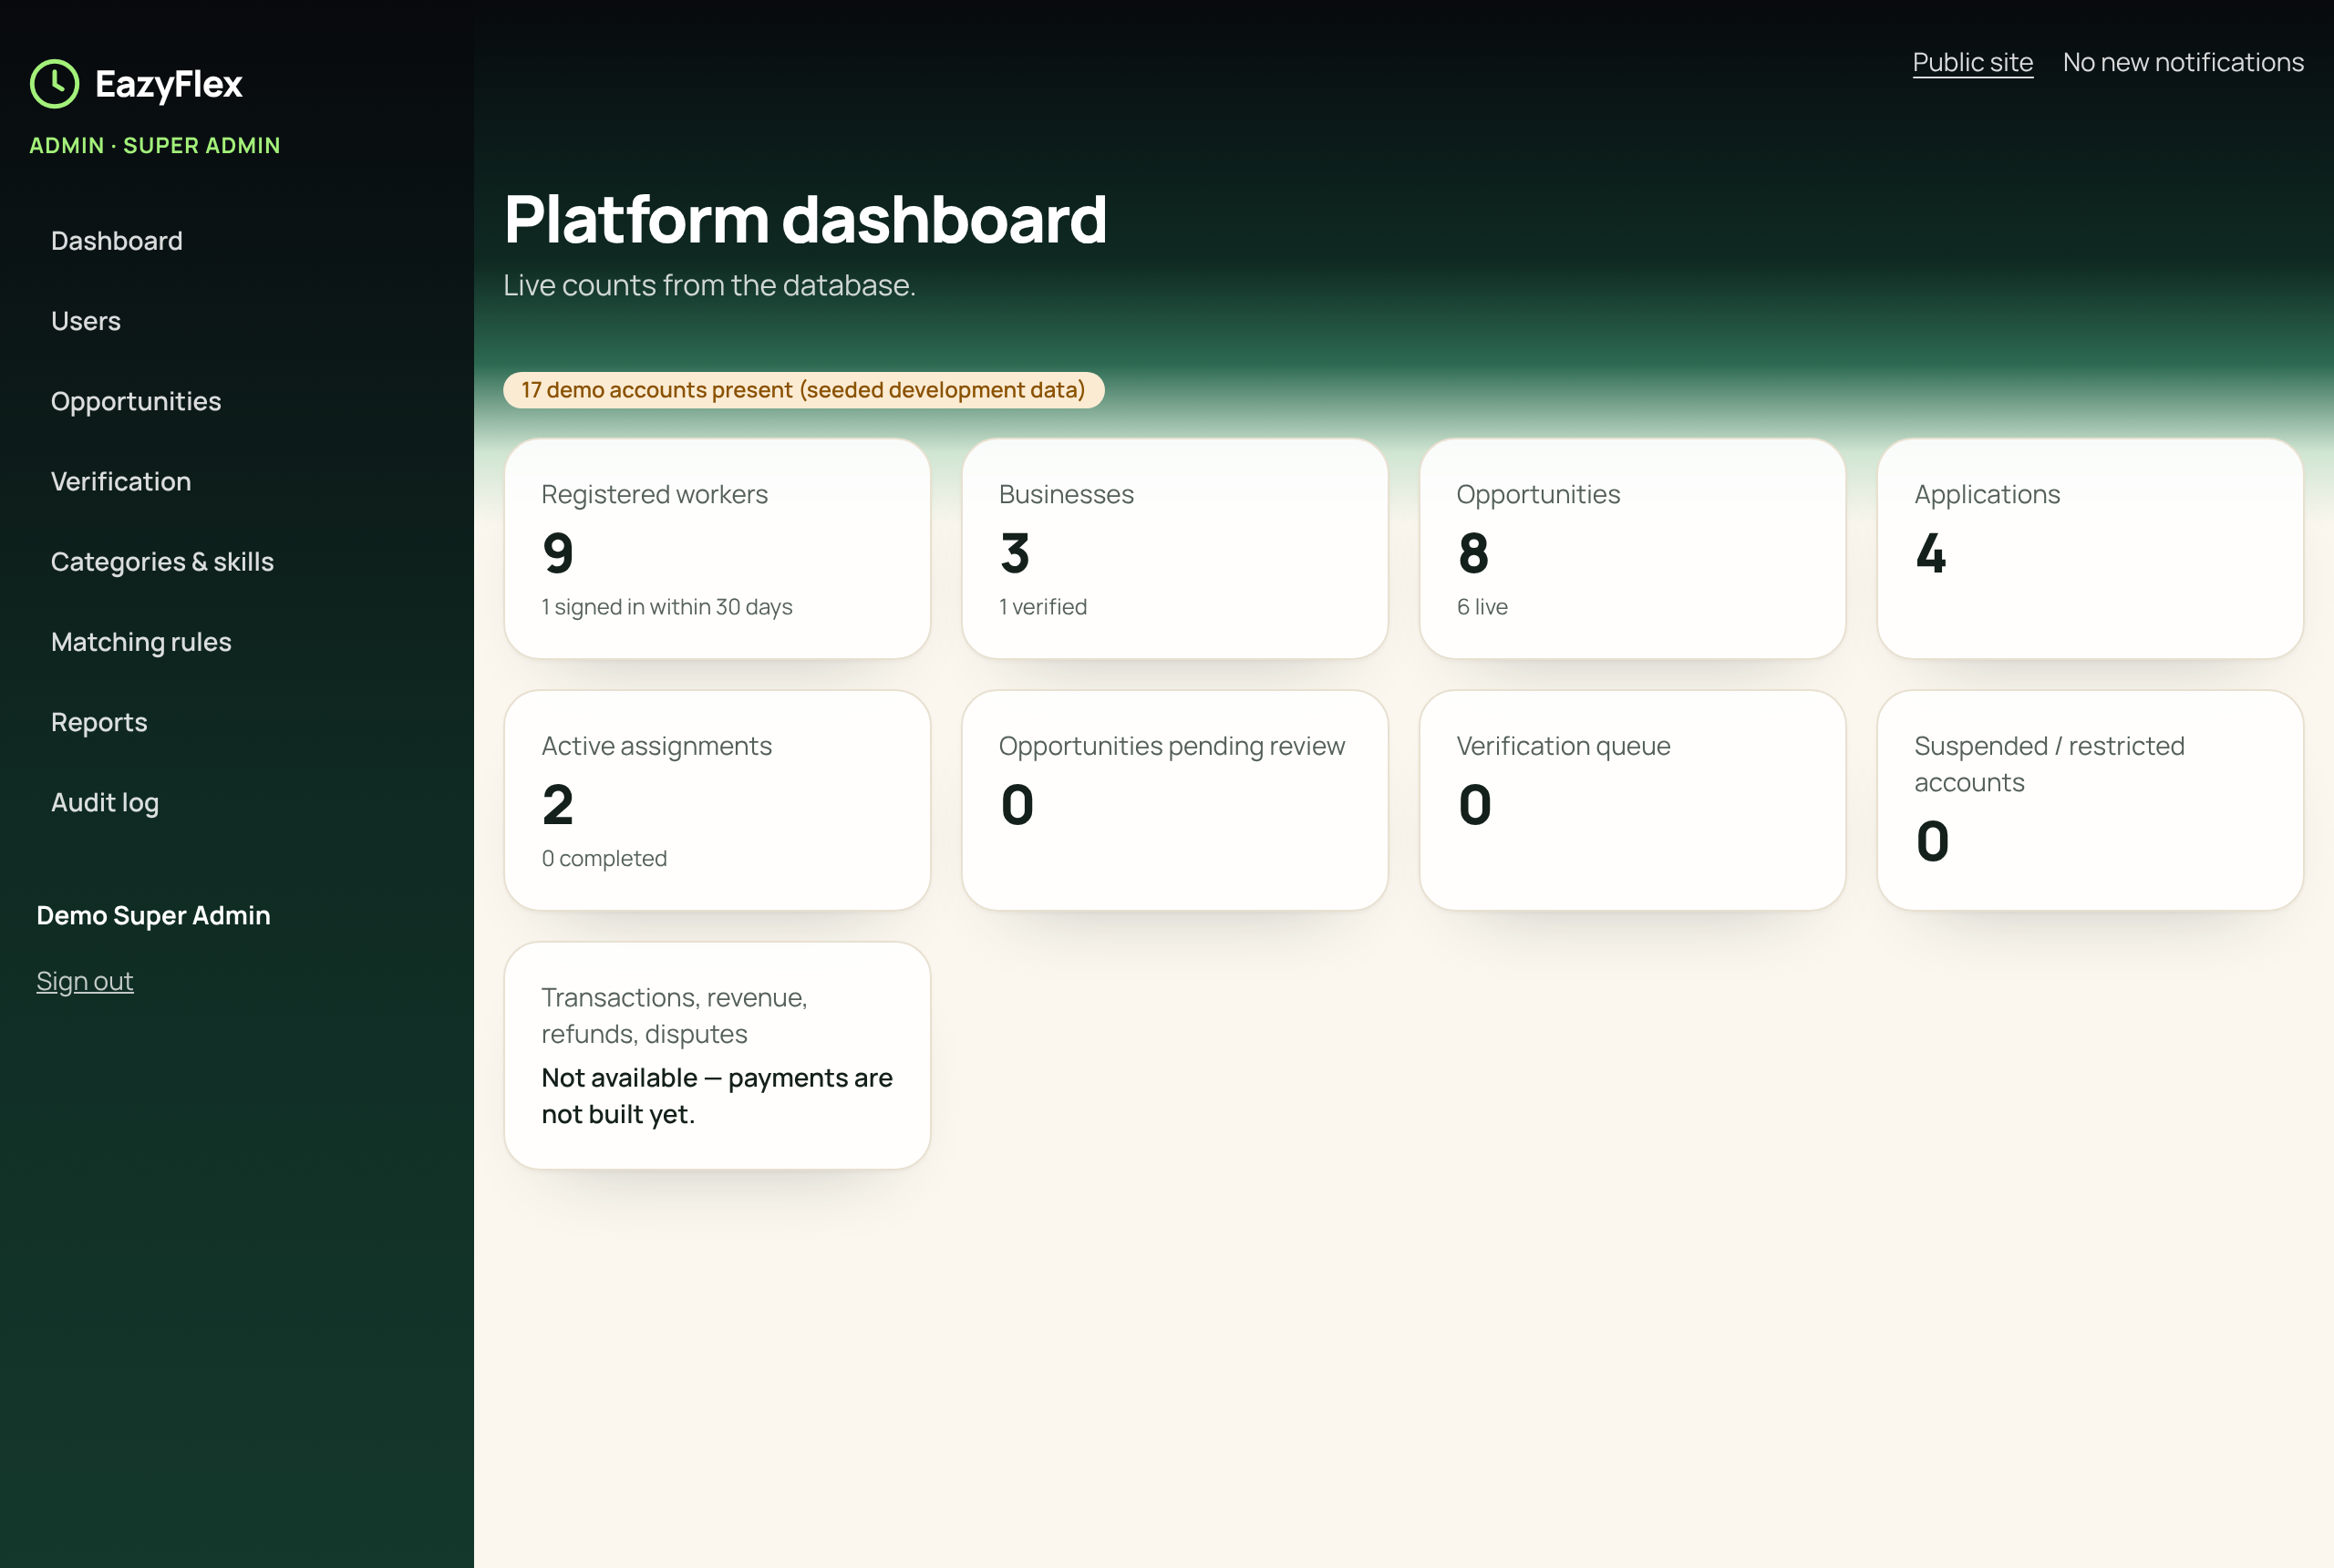 EazyFlex
ADMIN · SUPER ADMIN
Dashboard
Users
Opportunities
Verification
Categories & skills
Matching rules
Reports
Audit log
Demo Super Admin
Sign out
Public site
No new notifications
Platform dashboard
Live counts from the database.
17 demo accounts present (seeded development data)
Registered workers
9
1 signed in within 30 days
Businesses
3
1 verified
Opportunities
8
6 live
Applications
4
Active assignments
2
0 completed
Opportunities pending review
0
Verification queue
0
Suspended / restricted
accounts
0
Transactions, revenue,
refunds, disputes
Not available — payments are
not built yet.